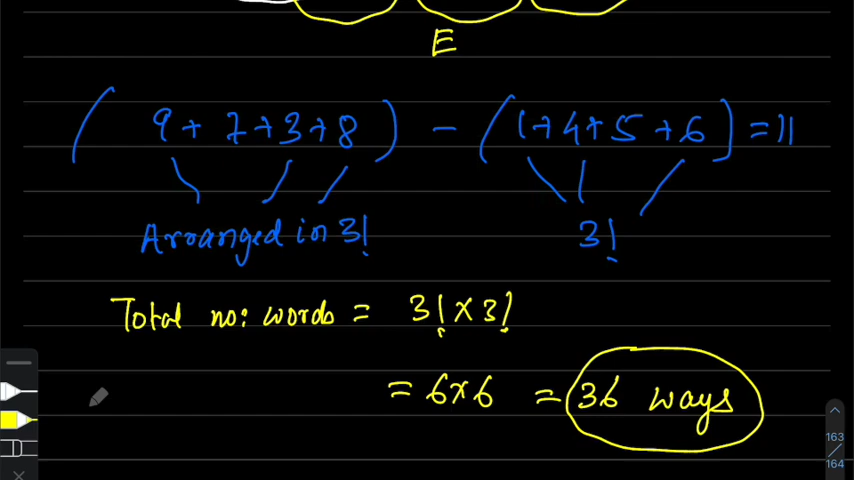 E
( 9 + 7 + 3 + 8 ) - ( 1 + 4 + 5 + 6 ) = 11
Arranged in 3! 3!
Total no: words = 3! × 3!
= 6 × 6 = 36 ways
163
/
164